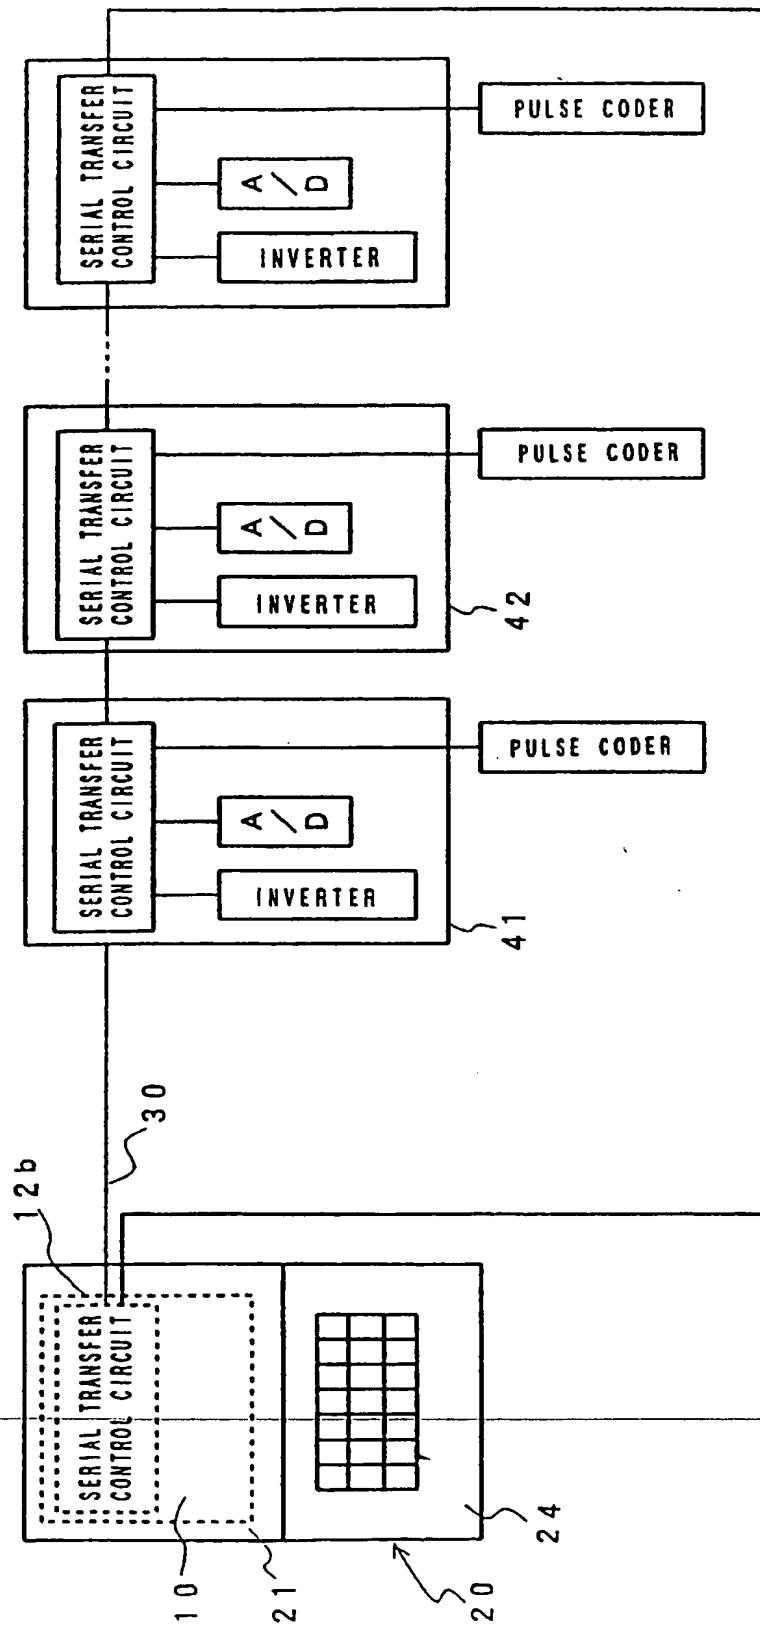 12b
SERIAL TRANSFER
CONTROL CIRCUIT
10
21
20
24
30
SERIAL TRANSFER
CONTROL CIRCUIT
INVERTER
A/D
PULSE CODER
41
SERIAL TRANSFER
CONTROL CIRCUIT
INVERTER
A/D
PULSE CODER
42
SERIAL TRANSFER
CONTROL CIRCUIT
INVERTER
A/D
PULSE CODER